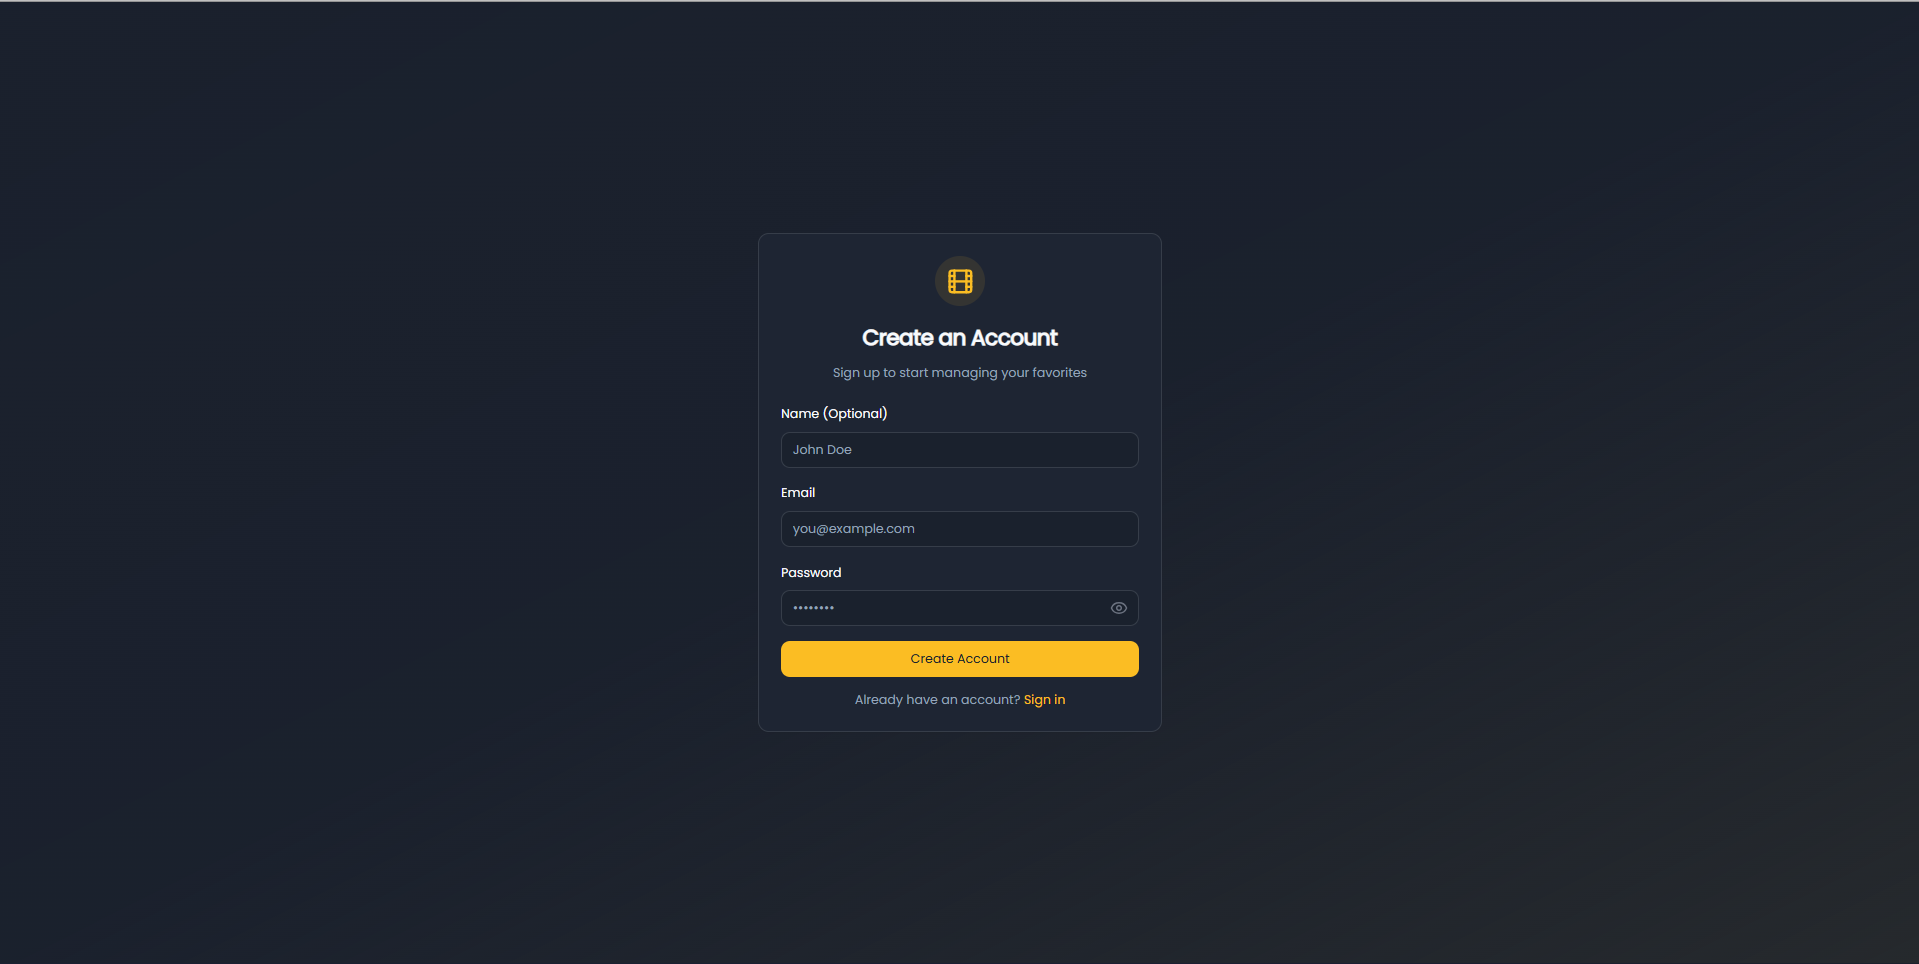 Create an Account
Sign up to start managing your favorites
Name (Optional)
John Doe
Email
you@example.com
Password
••••••••
Create Account
Already have an account? Sign in